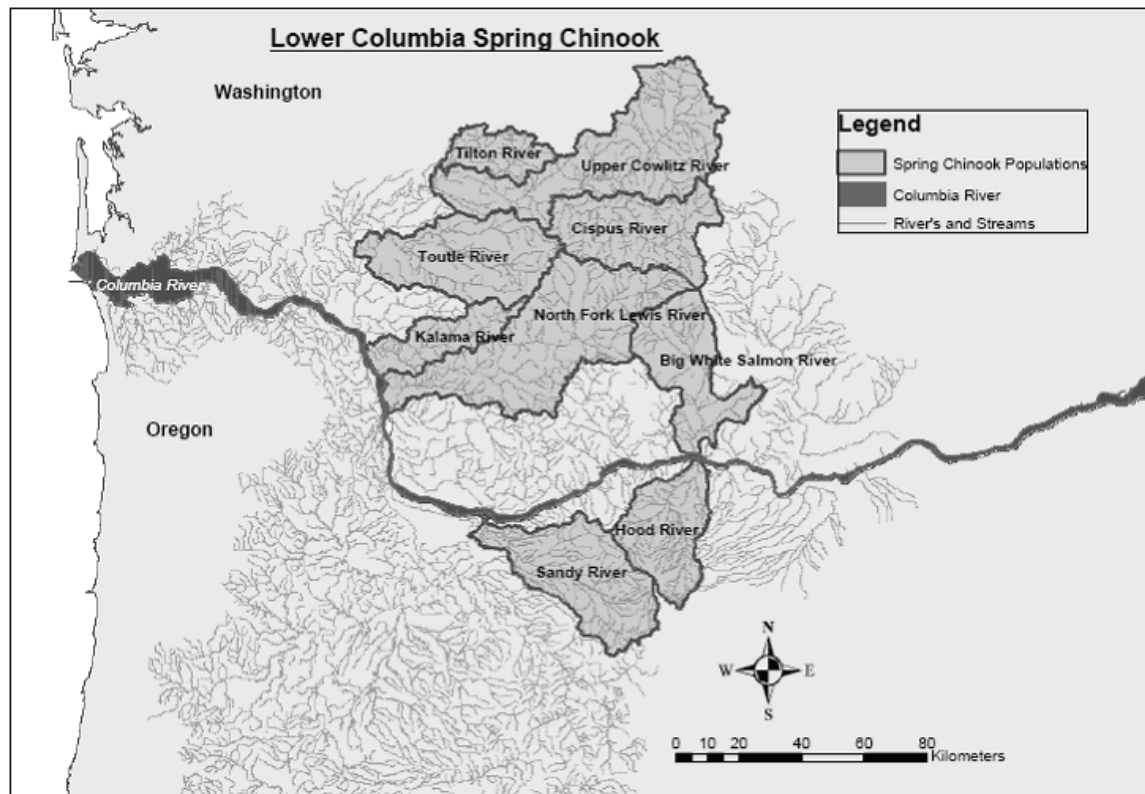 Lower Columbia Spring Chinook
Washington
Legend
Tilton River
Upper Cowlitz River
Spring Chinook Populations
Columbia River
River's and Streams
Cispus River
Toutle River
Columbia River
North Fork Lewis River
Kalama River
Big White Salmon River
Oregon
Hood River
Sandy River
N
W E
S
0 10 20 40 60 80
Kilometers